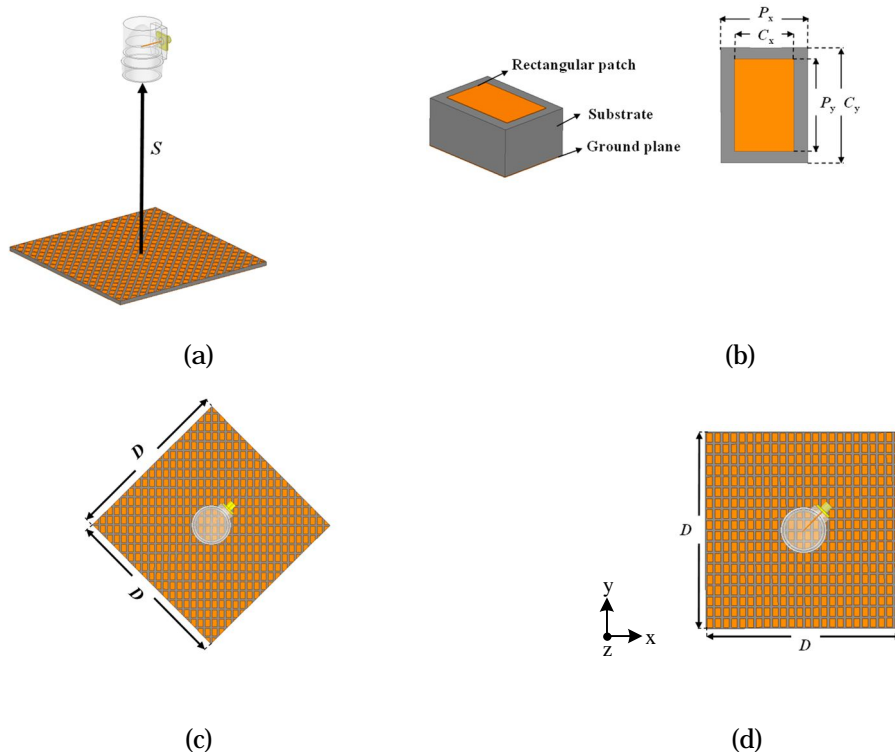 S
(a)
Rectangular patch
Substrate
Ground plane
Px
Cx
Py Cy
(b)
D
D
(c)
D
D
y
x
z
(d)